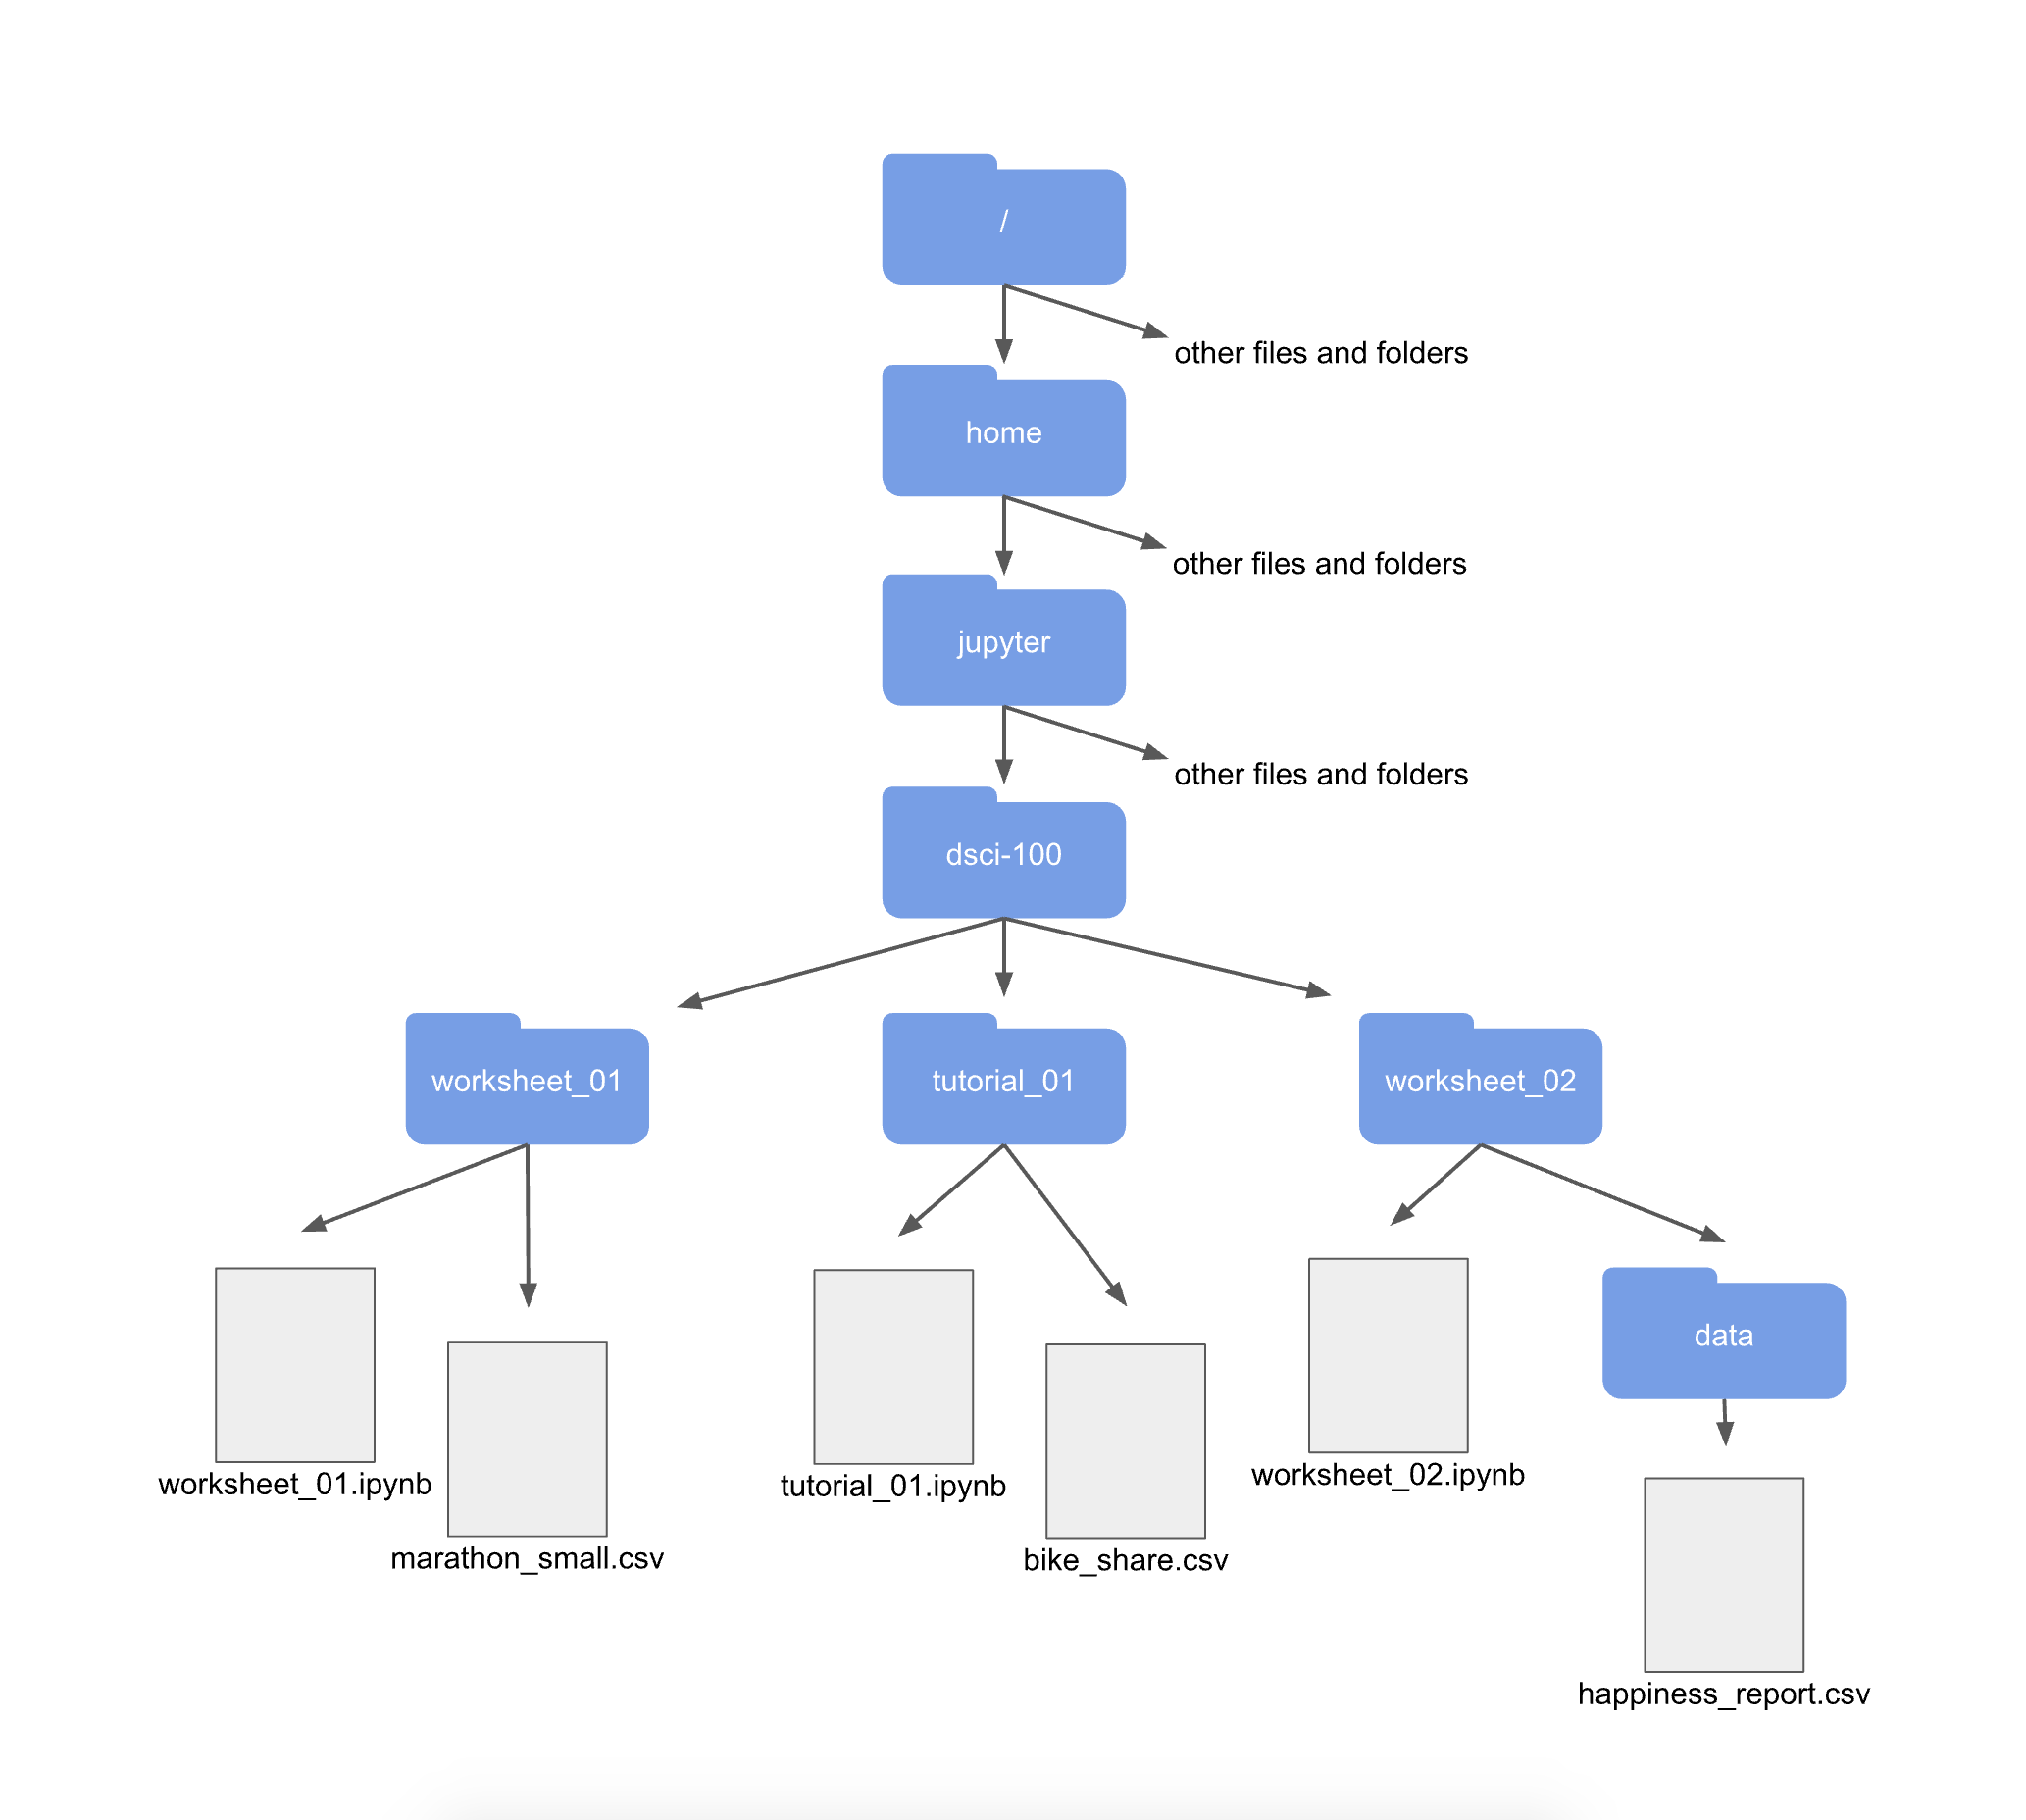 /
other files and folders
home
other files and folders
jupyter
other files and folders
dsci-100
worksheet_01
tutorial_01
worksheet_02
data
worksheet_01.ipynb
marathon_small.csv
tutorial_01.ipynb
bike_share.csv
worksheet_02.ipynb
happiness_report.csv